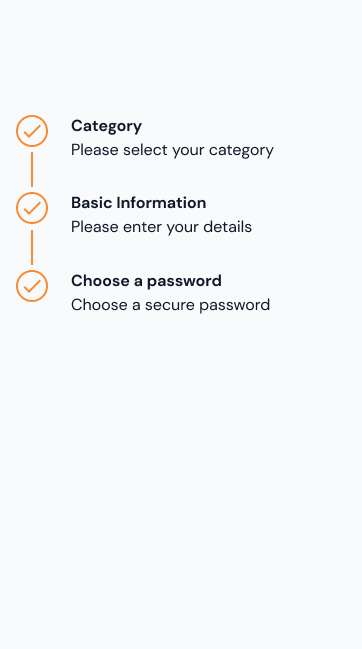 Category
Please select your category
Basic Information
Please enter your details
Choose a password
Choose a secure password